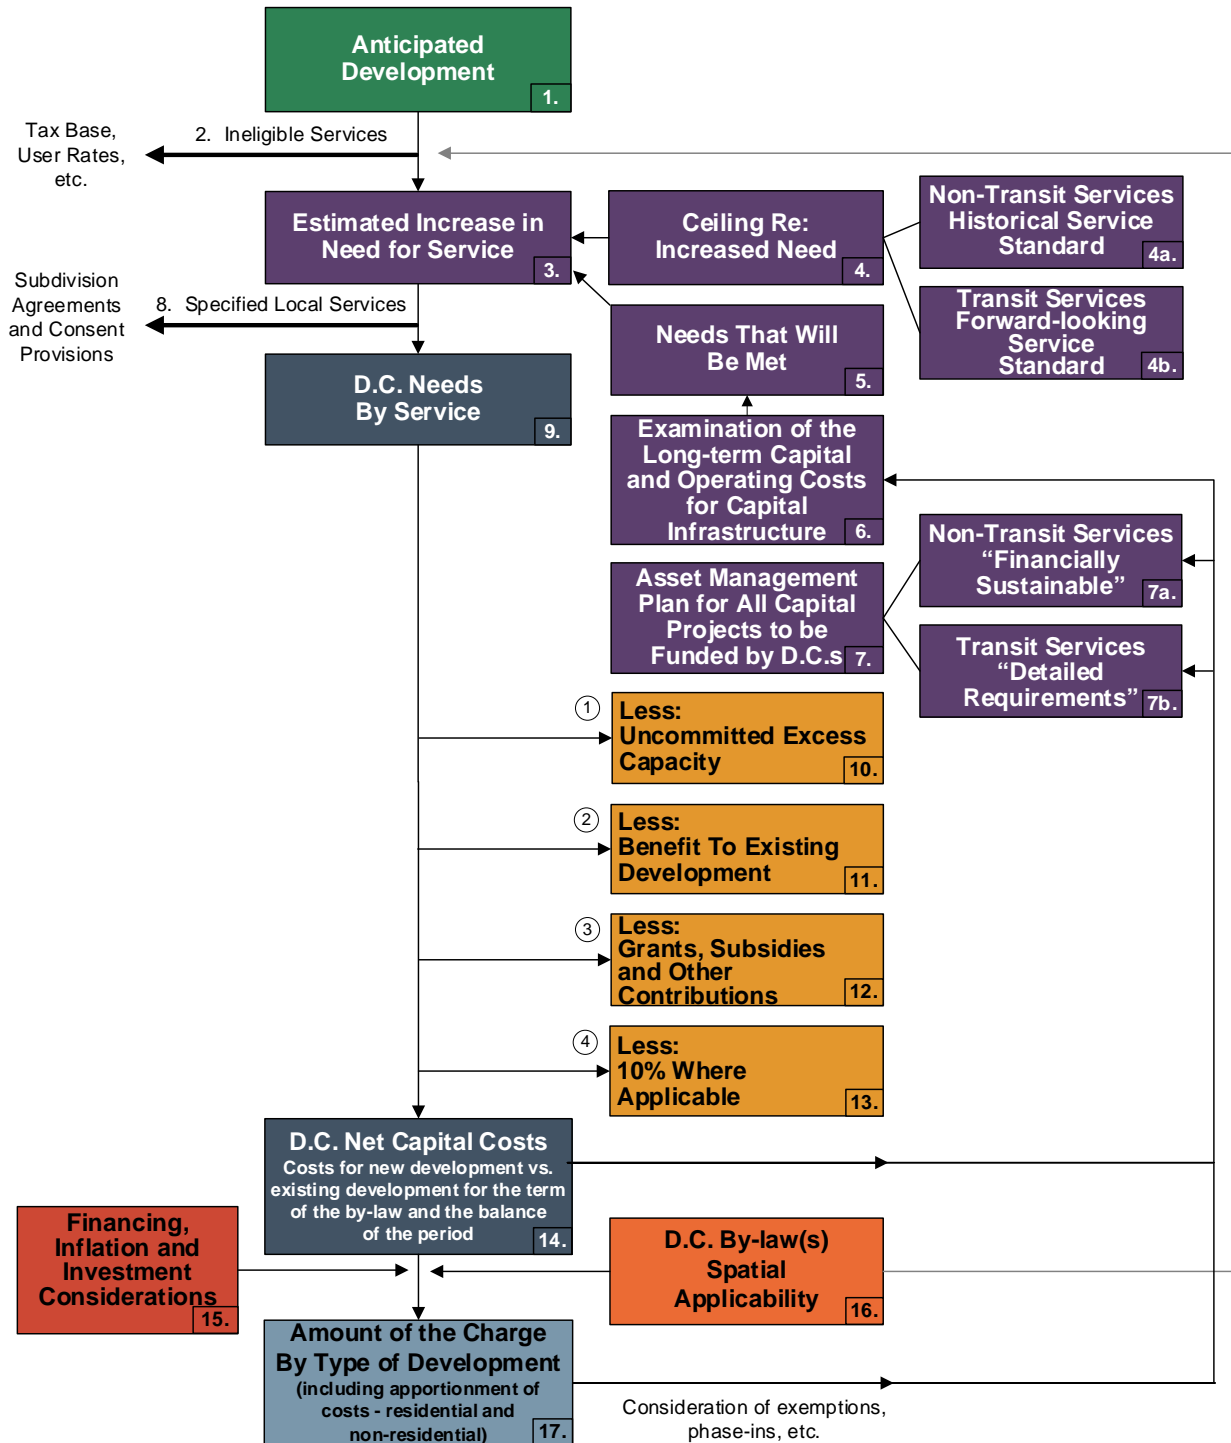 Anticipated
Development
1.
Tax Base,
User Rates,
etc.
2. Ineligible Services
Estimated Increase in
Need for Service
3.
Ceiling Re:
Increased Need
4.
Non-Transit Services
Historical Service
Standard
4a.
Transit Services
Forward-looking
Service
Standard
4b.
Subdivision
Agreements
and Consent
Provisions
8. Specified Local Services
Needs That Will
Be Met
5.
D.C. Needs
By Service
9.
Examination of the
Long-term Capital
and Operating Costs
for Capital
Infrastructure
6.
Asset Management
Plan for All Capital
Projects to be
Funded by D.C.s
7.
Non-Transit Services
“Financially
Sustainable”
7a.
Transit Services
“Detailed
Requirements”
7b.
1
Less:
Uncommitted Excess
Capacity
10.
2
Less:
Benefit To Existing
Development
11.
3
Less:
Grants, Subsidies
and Other
Contributions
12.
4
Less:
10% Where
Applicable
13.
D.C. Net Capital Costs
Costs for new development vs.
existing development for the term
of the by-law and the balance
of the period
14.
Financing,
Inflation and
Investment
Considerations
15.
D.C. By-law(s)
Spatial
Applicability
16.
Amount of the Charge
By Type of Development
(including apportionment of
costs - residential and
non-residential)
17.
Consideration of exemptions,
phase-ins, etc.